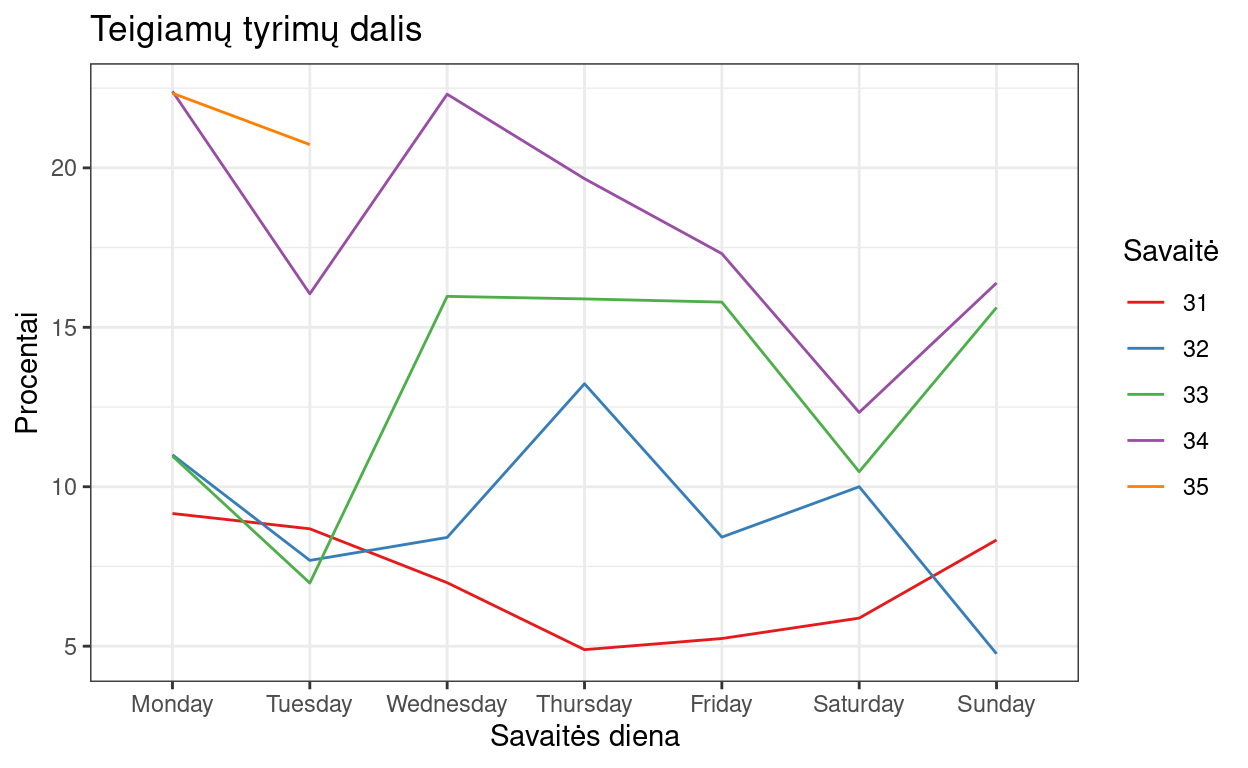 Teigiamų tyrimų dalis
Procentai
20
15
10
5
Monday Tuesday Wednesday Thursday Friday Saturday Sunday
Savaitės diena
Savaitė
31
32
33
34
35